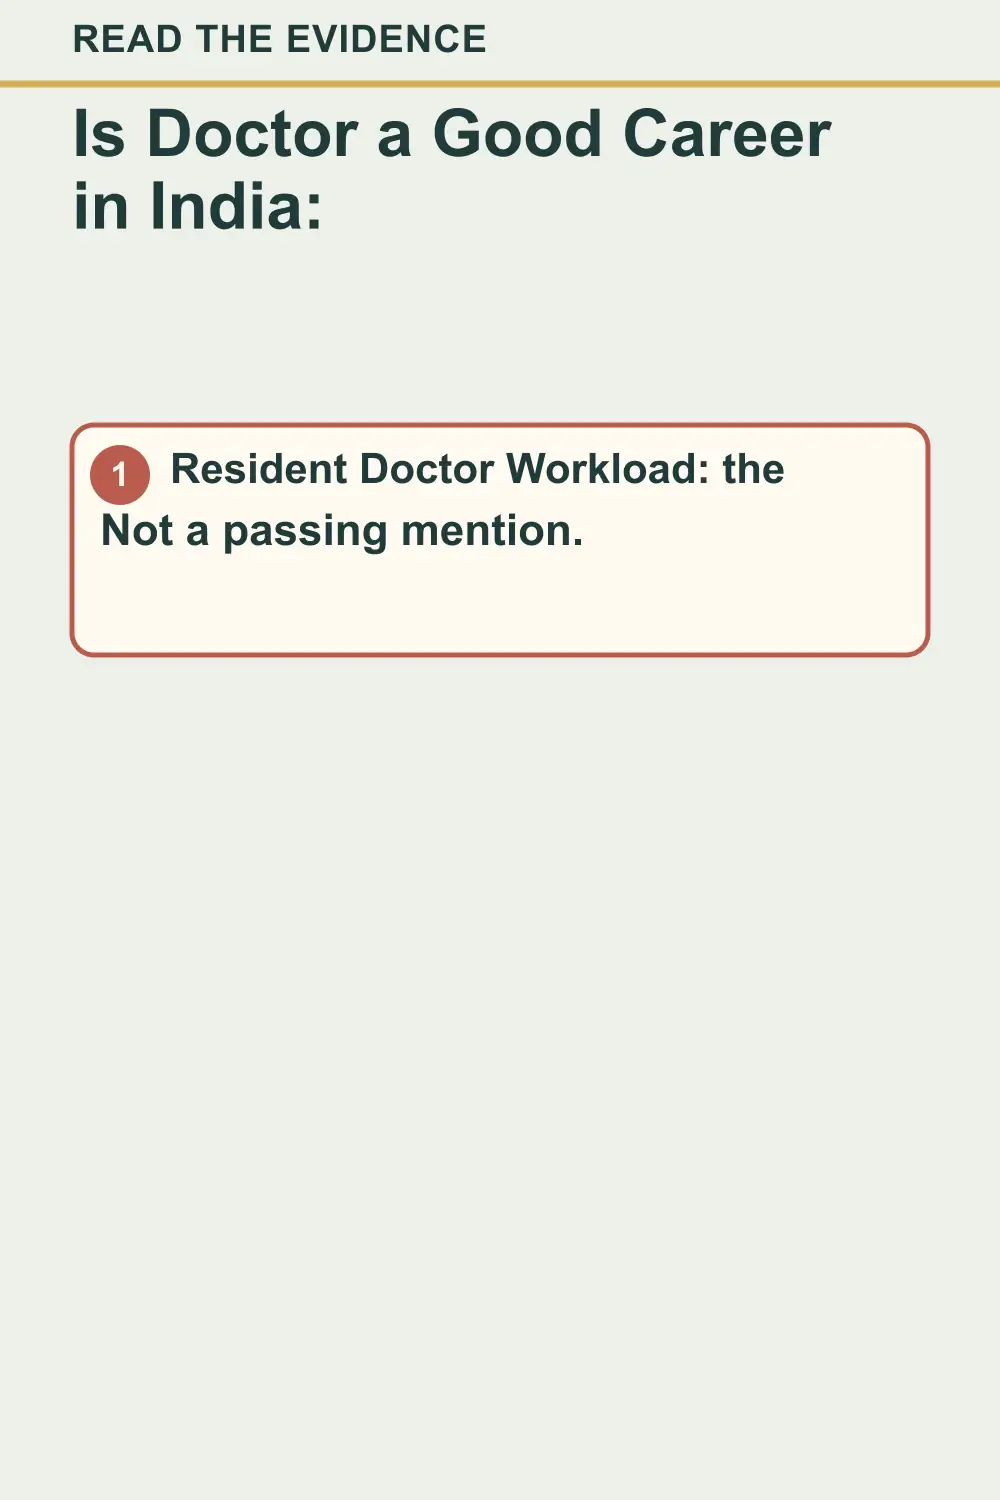 READ THE EVIDENCE
Is Doctor a Good Career
in India:
1 Resident Doctor Workload: the
Not a passing mention.